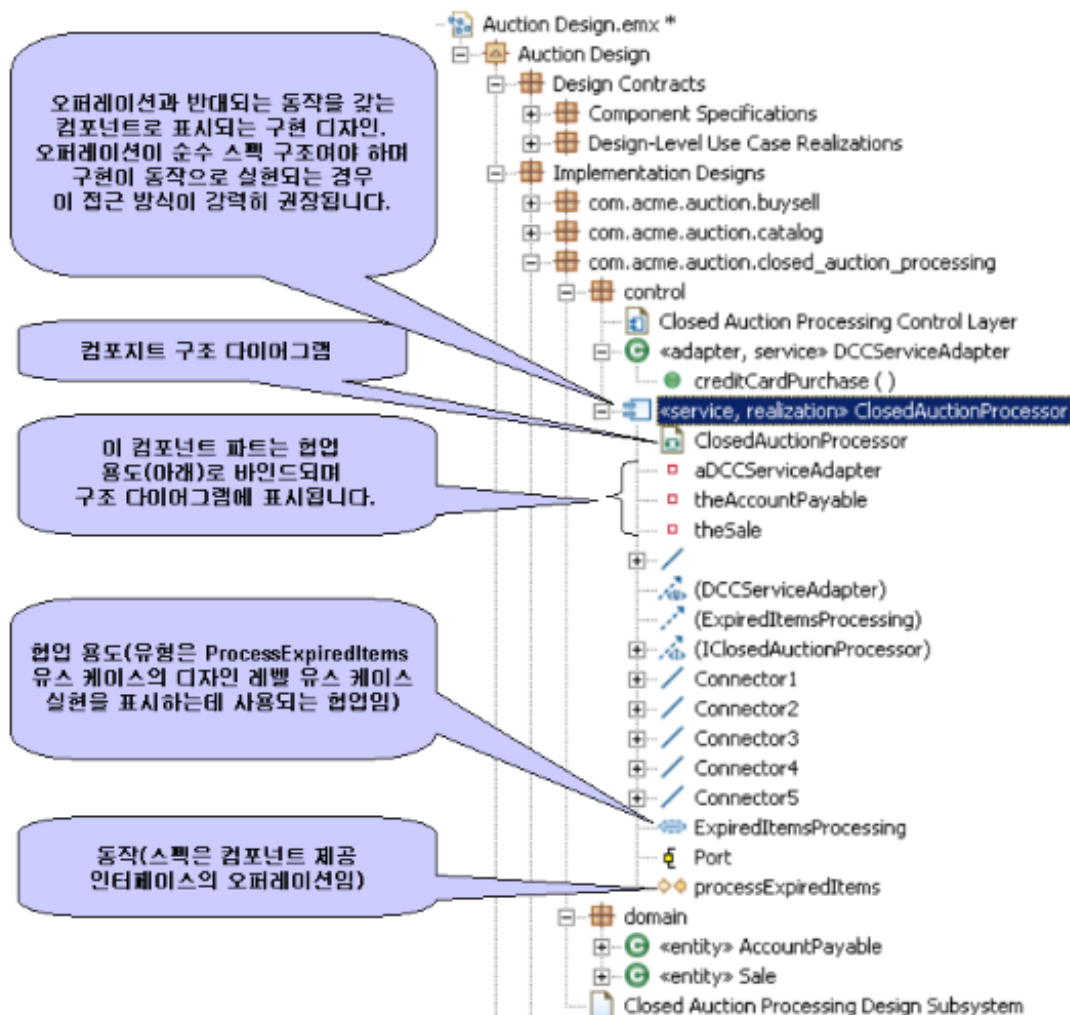 Auction Design.emx *
Auction Design
Design Contracts
Component Specifications
Design-Level Use Case Realizations
Implementation Designs
com.acme.auction.buysell
com.acme.auction.catalog
com.acme.auction.closed_auction_processing
control
Closed Auction Processing Control Layer
«adapter, service» DCCServiceAdapter
creditCardPurchase ( )
«service, realization» ClosedAuctionProcessor
ClosedAuctionProcessor
aDCCServiceAdapter
theAccountPayable
theSale
(DCCServiceAdapter)
(ExpiredItemsProcessing)
(IClosedAuctionProcessor)
Connector1
Connector2
Connector3
Connector4
Connector5
ExpiredItemsProcessing
Port
processExpiredItems
domain
«entity» AccountPayable
«entity» Sale
Closed Auction Processing Design Subsystem
오퍼레이션과 반대되는 동작을 갖는
컴포넌트로 표시되는 구현 디자인.
오퍼레이션이 순수 스펙 구조여야 하며
구현이 동작으로 실현되는 경우
이 접근 방식이 강력히 권장됩니다.
컴포지트 구조 다이어그램
이 컴포넌트 파트는 협업
용도(아래)로 바인드되며
구조 다이어그램에 표시됩니다.
협업 용도(유형은 ProcessExpiredItems
유스 케이스의 디자인 레벨 유스 케이스
실현을 표시하는데 사용되는 협업임)
동작(스펙은 컴포넌트 제공
인터페이스의 오퍼레이션임)